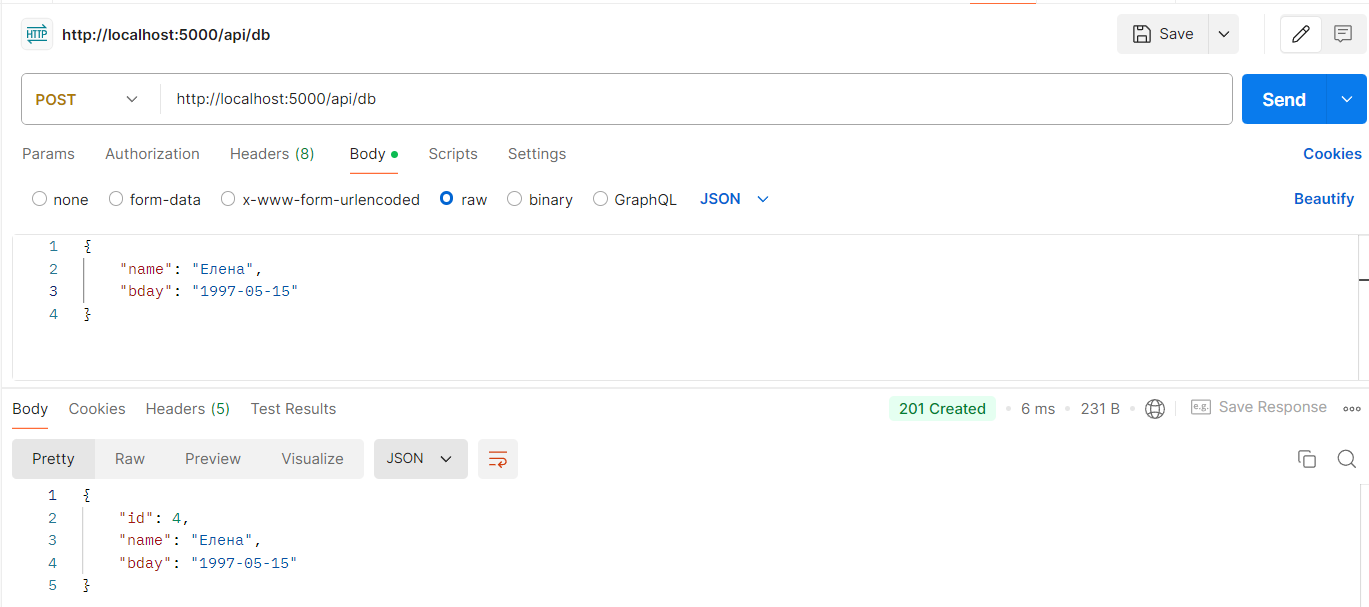 HTTP http://localhost:5000/api/db Save
POST http://localhost:5000/api/db Send
Params Authorization Headers (8) Body Scripts Settings Cookies
none form-data x-www-form-urlencoded raw binary GraphQL JSON Beautify
1 {
2 "name": "Елена",
3 "bday": "1997-05-15"
4 }
Body Cookies Headers (5) Test Results 201 Created 6 ms 231 B e.g. Save Response
Pretty Raw Preview Visualize JSON
1 {
2 "id": 4,
3 "name": "Елена",
4 "bday": "1997-05-15"
5 }